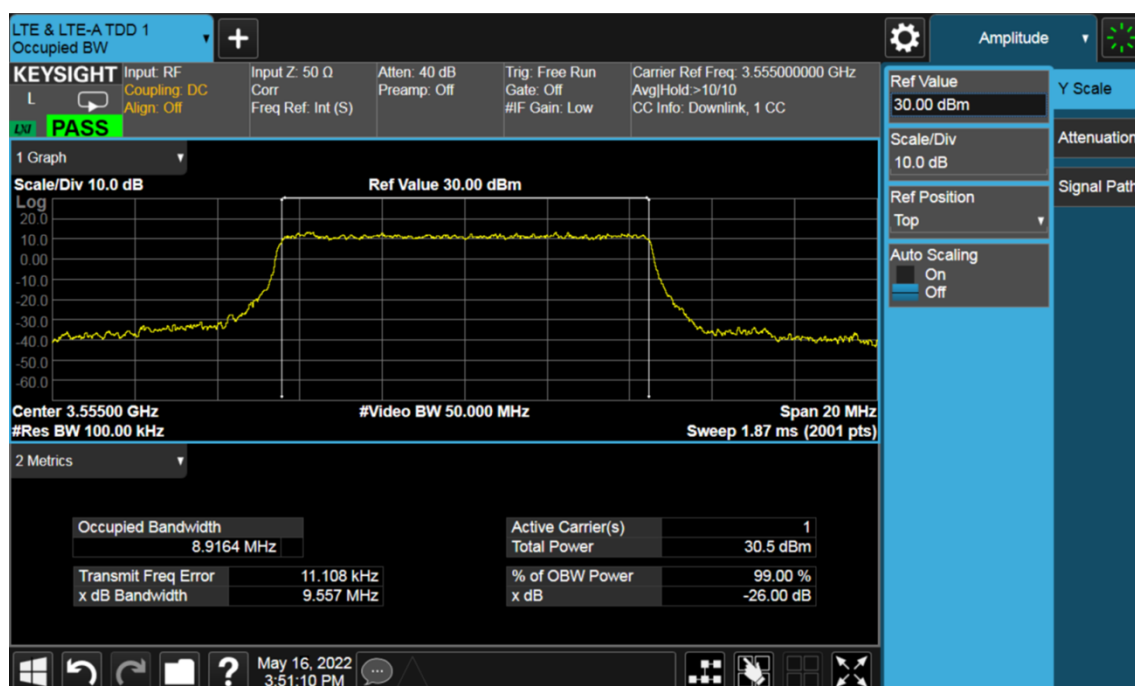 LTE & LTE-A TDD 1
Occupied BW
Amplitude
KEYSIGHT
L
LXI
PASS
Input: RF
Coupling: DC
Align: Off
Input Z: 50 Ω
Corr
Freq Ref: Int (S)
Atten: 40 dB
Preamp: Off
Trig: Free Run
Gate: Off
#IF Gain: Low
Carrier Ref Freq: 3.555000000 GHz
Avg|Hold:>10/10
CC Info: Downlink, 1 CC
Ref Value
30.00 dBm
Scale/Div
10.0 dB
Ref Position
Top
Auto Scaling
On
Off
Y Scale
Attenuation
Signal Path
1 Graph
Scale/Div 10.0 dB
Ref Value 30.00 dBm
Log
20.0
10.0
0.00
-10.0
-20.0
-30.0
-40.0
-50.0
-60.0
Center 3.55500 GHz
#Video BW 50.000 MHz
Span 20 MHz
#Res BW 100.00 kHz
Sweep 1.87 ms (2001 pts)
2 Metrics
Occupied Bandwidth
8.9164 MHz
Transmit Freq Error 11.108 kHz
x dB Bandwidth 9.557 MHz
Active Carrier(s) 1
Total Power 30.5 dBm
% of OBW Power 99.00 %
x dB -26.00 dB
May 16, 2022
3:51:10 PM